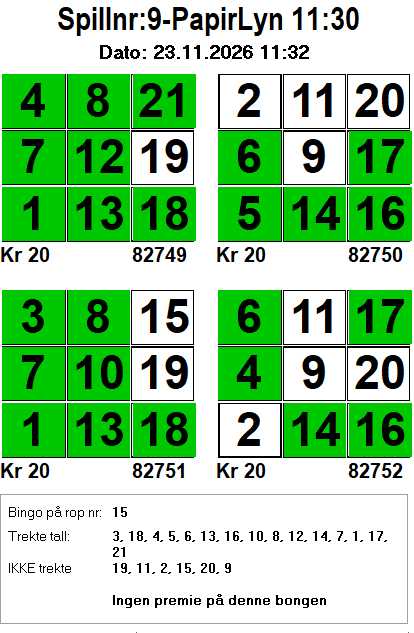 Spillnr:9-PapirLyn 11:30
Dato: 23.11.2026 11:32
4 8 21 2 11 20
7 12 19 6 9 17
1 13 18 5 14 16
Kr 20 82749 Kr 20 82750
3 8 15 6 11 17
7 10 19 4 9 20
1 13 18 2 14 16
Kr 20 82751 Kr 20 82752
Bingo på rop nr: 15
Trekte tall: 3, 18, 4, 5, 6, 13, 16, 10, 8, 12, 14, 7, 1, 17,
21
IKKE trekte 19, 11, 2, 15, 20, 9
Ingen premie på denne bongen